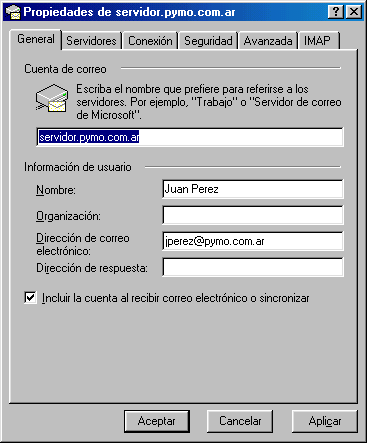 Propiedades de servidor.pymo.com.ar
General Servidores Conexión Seguridad Avanzada IMAP
Cuenta de correo
Escriba el nombre que prefiere para referirse a los
servidores. Por ejemplo, "Trabajo" o "Servidor de correo
de Microsoft".
servidor.pymo.com.ar
Información de usuario
Nombre: Juan Perez
Organización:
Dirección de correo
electrónico: jperez@pymo.com.ar
Dirección de respuesta:
Incluir la cuenta al recibir correo electrónico o sincronizar
Aceptar Cancelar Aplicar